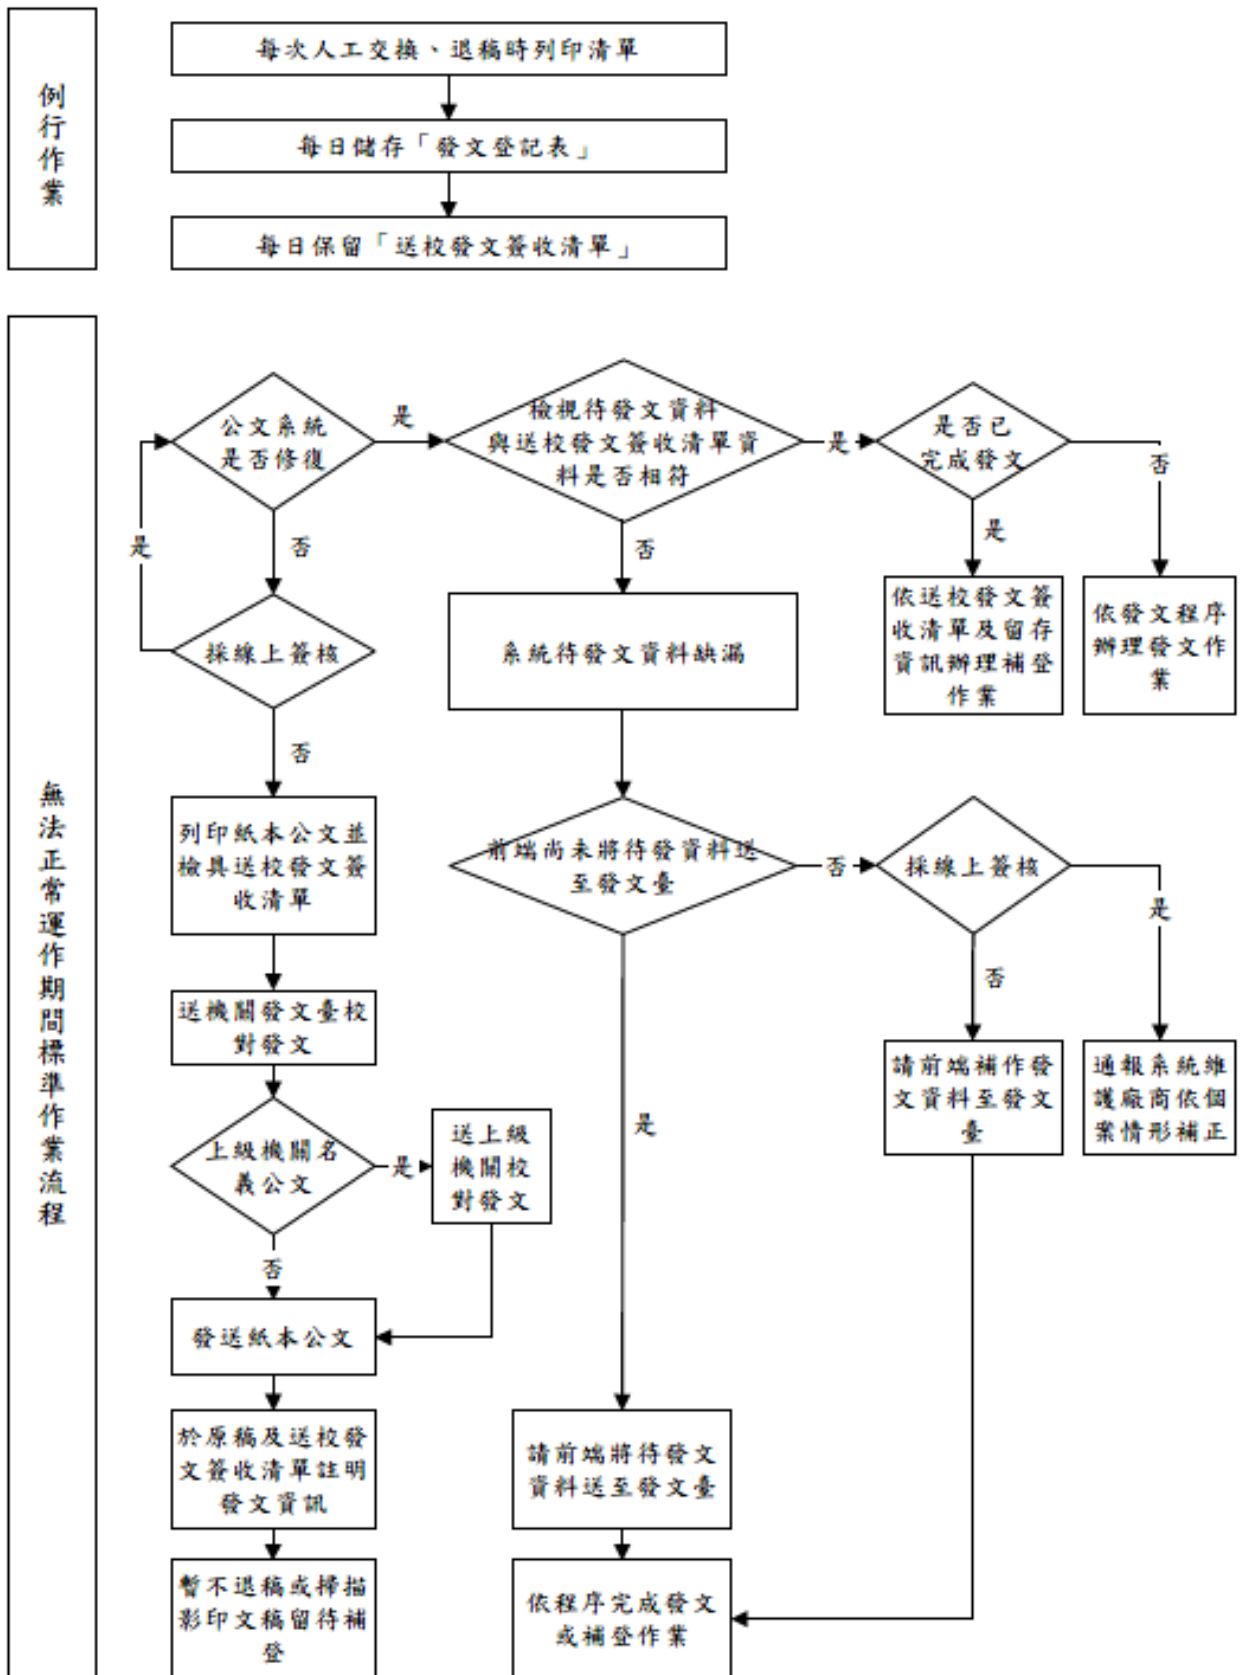 例行作業
每次人工交換、退稿時列印清單
每日儲存「發文登記表」
每日保留「送校發文簽收清單」
無法正常運作期間標準作業流程
公文系統
是否修復
是
檢視待發文資料
與送校發文簽收清單資
料是否相符
是
是否已
完成發文
否
是
否
否
是
採線上簽核
系統待發文資料缺漏
依送校發文簽
收清單及留存
資訊辦理補登
作業
依發文程序
辦理發文作
業
否
列印紙本公文並
檢具送校發文簽
收清單
前端尚未將待發資料送
至發文臺
否
採線上簽核
是
否
送機關發文臺校
對發文
請前端補作發
文資料至發文
臺
通報系統維
護廠商依個
案情形補正
是
上級機關名
義公文
是
送上級
機關校
對發文
否
發送紙本公文
於原稿及送校發
文簽收清單註明
發文資訊
請前端將待發文
資料送至發文臺
暫不退稿或掃描
影印文稿留待補
登
依程序完成發文
或補登作業